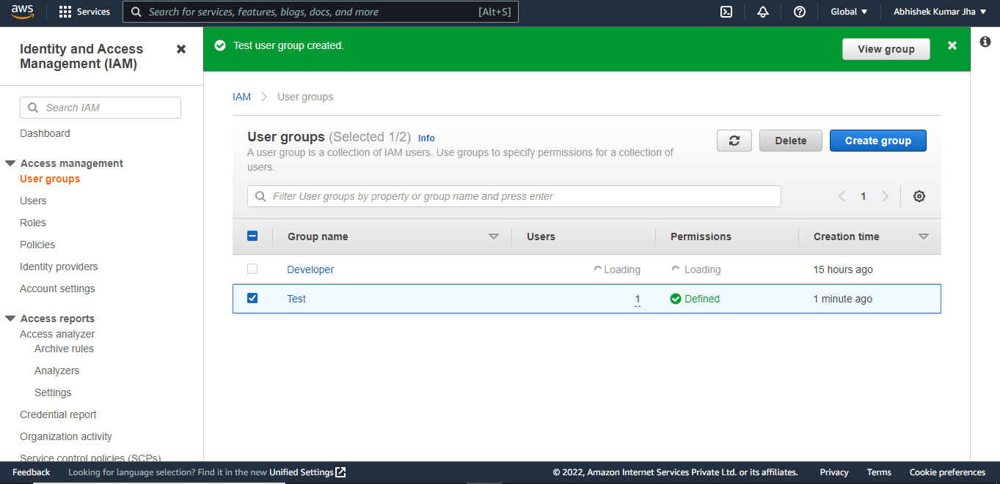 aws
Services
Search for services, features, blogs, docs, and more [Alt+S]
Global
Abhishek Kumar Jha
Identity and Access
Management (IAM)
Search IAM
Dashboard
Access management
User groups
Users
Roles
Policies
Identity providers
Account settings
Access reports
Access analyzer
Archive rules
Analyzers
Settings
Credential report
Organization activity
Service control policies (SCPs)
Test user group created.
View group
IAM
User groups
User groups (Selected 1/2) Info
A user group is a collection of IAM users. Use groups to specify permissions for a collection of
users.
Delete
Create group
Filter User groups by property or group name and press enter
1
Group name Users Permissions Creation time
Developer Loading Loading 15 hours ago
Test 1 Defined 1 minute ago
Feedback
Looking for language selection? Find it in the new Unified Settings
© 2022, Amazon Internet Services Private Ltd. or its affiliates.
Privacy
Terms
Cookie preferences